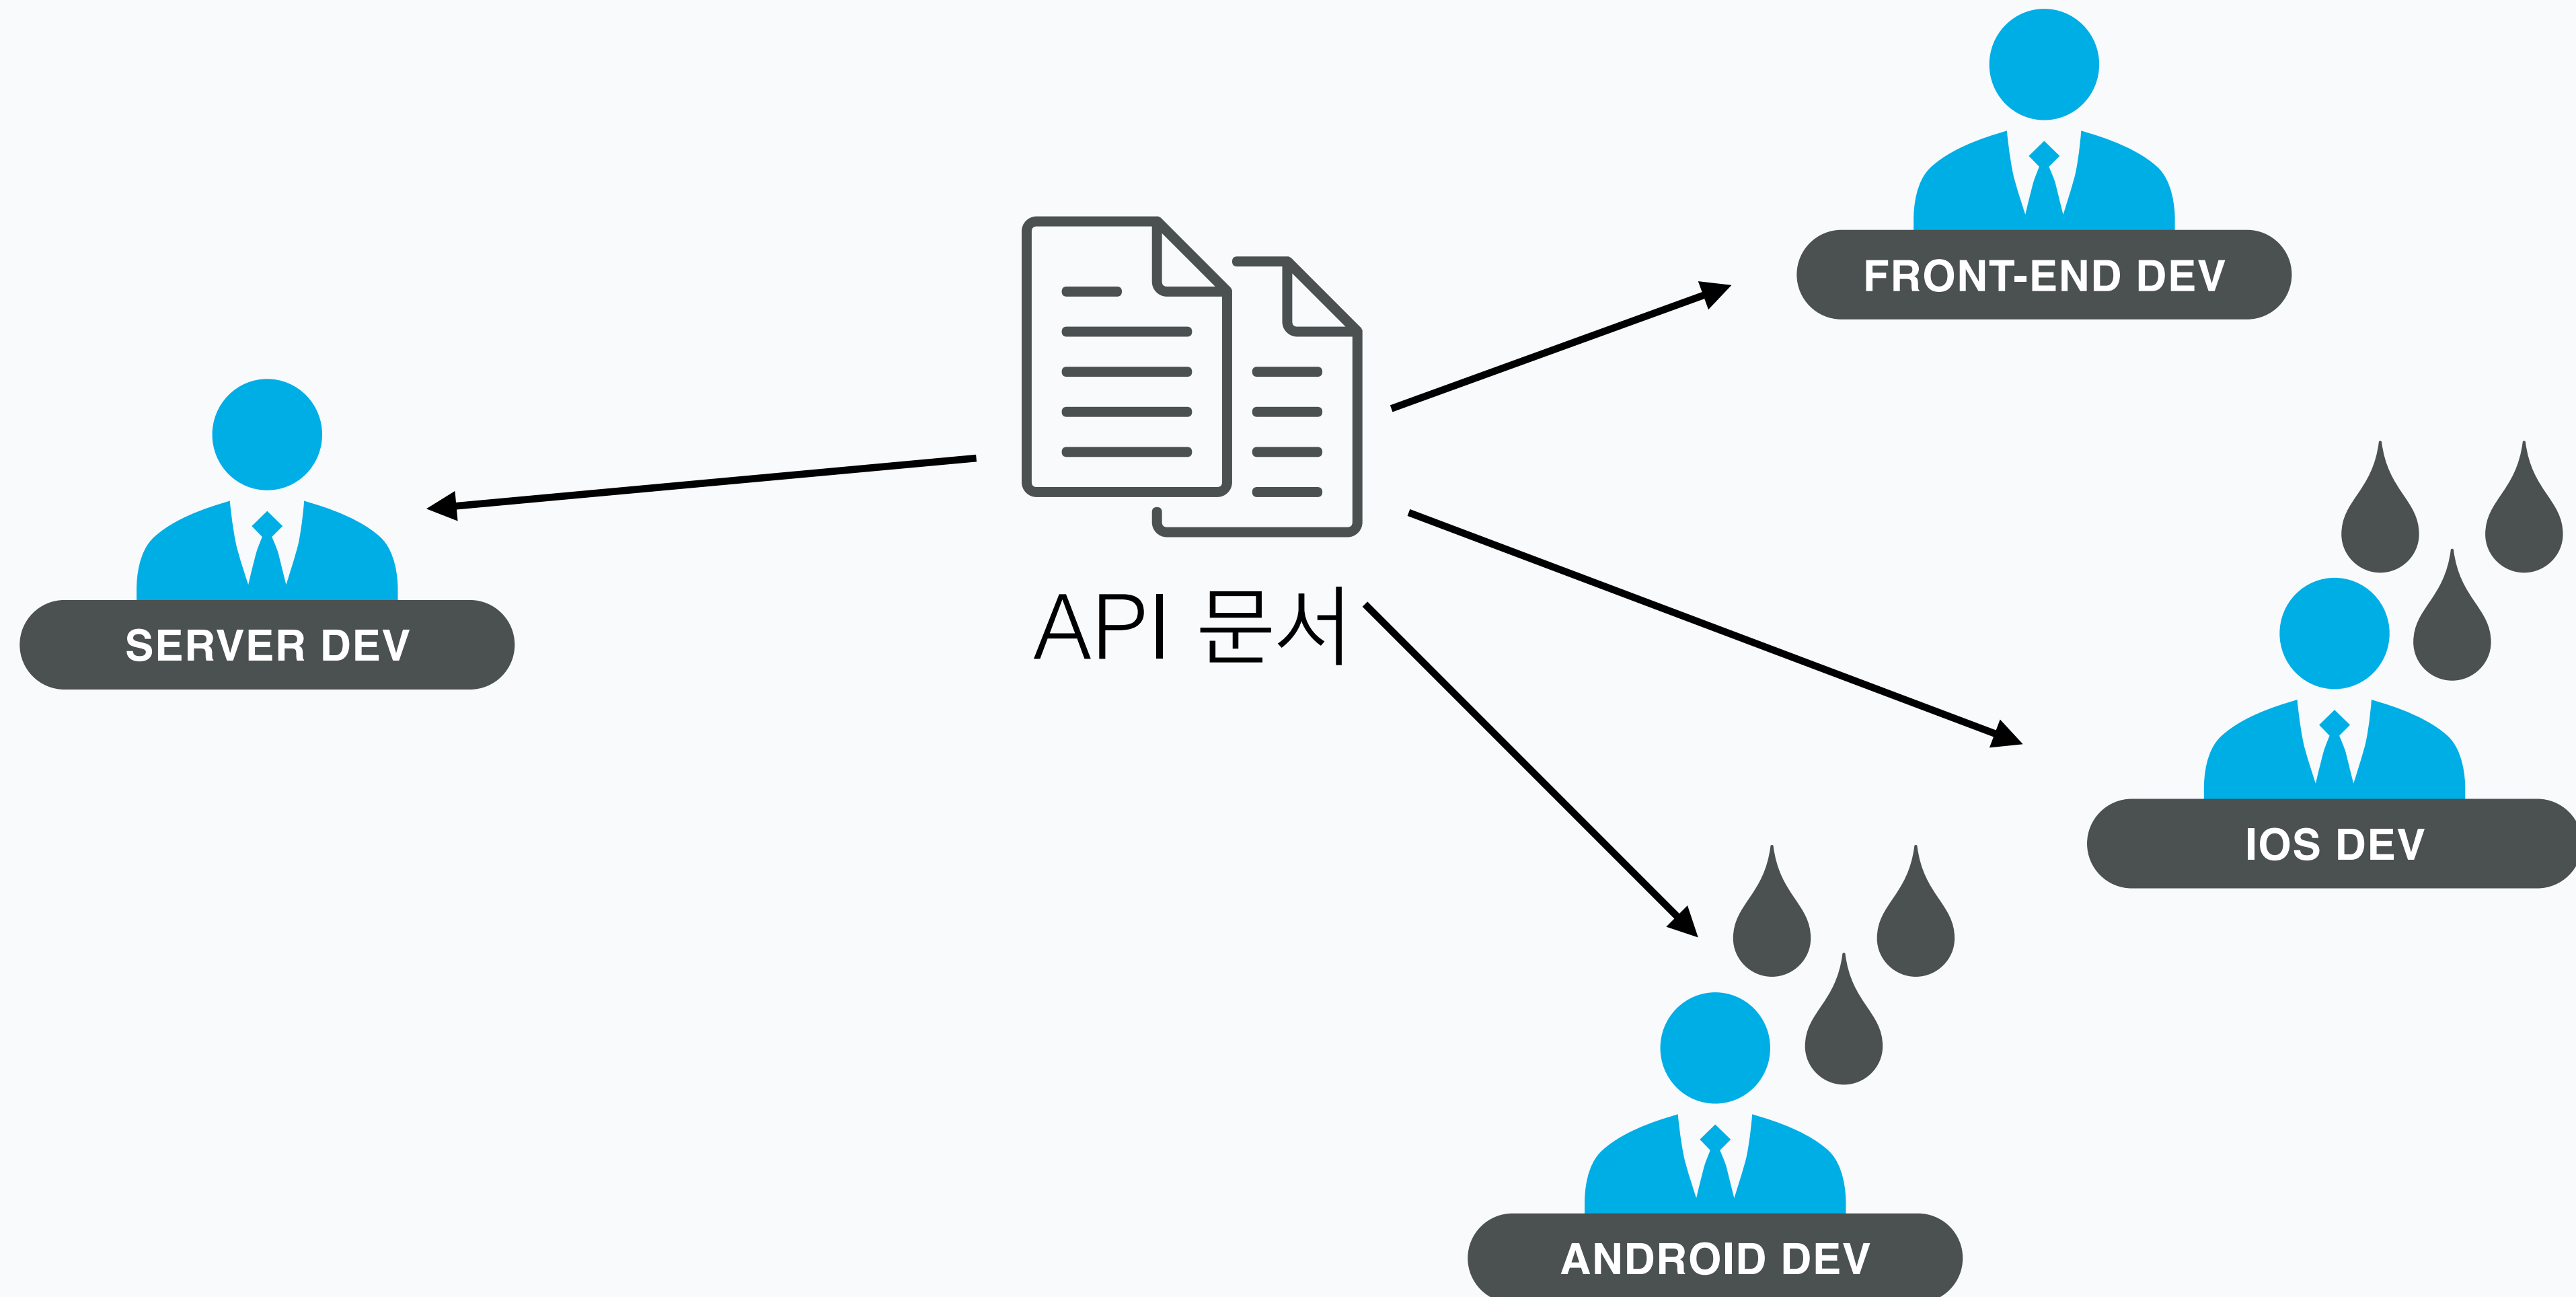 FRONT-END DEV
SERVER DEV
API 문서
IOS DEV
ANDROID DEV